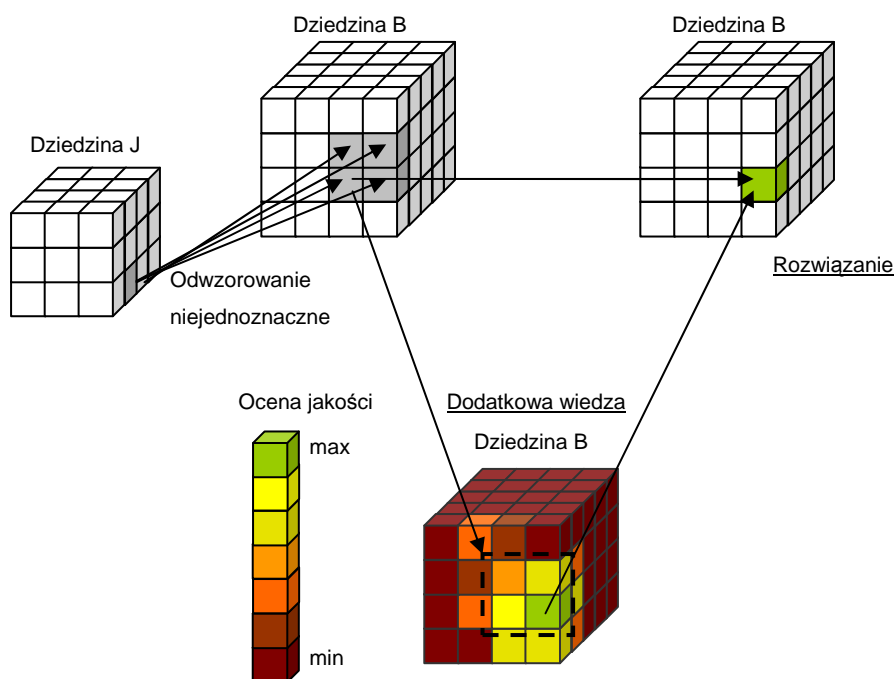 Dziedzina B
Dziedzina B
Dziedzina J
Rozwiązanie
Odwzorowanie
niejednoznaczne
Ocena jakości
Dodatkowa wiedza
Dziedzina B
max
min